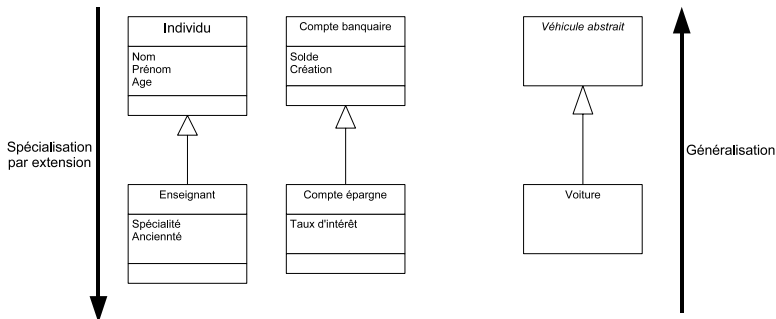 Individu
Nom
Prénom
Age
Compte banquaire
Solde
Création
Véhicule abstrait
Spécialisation
par extension
Généralisation
Enseignant
Spécialité
Anciennté
Compte épargne
Taux d'intérêt
Voiture